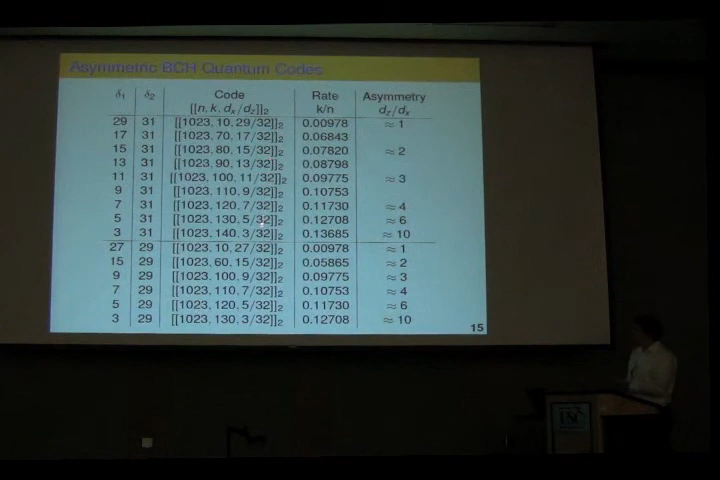 Asymmetric BCH Quantum Codes
δ1 δ2 Code Rate Asymmetry
[[n, k, dx/dz]]2 k/n dz/dx
29 31 [[1023, 10, 29/32]]2 0.00978 ≈ 1
17 31 [[1023, 70, 17/32]]2 0.06843
15 31 [[1023, 80, 15/32]]2 0.07820 ≈ 2
13 31 [[1023, 90, 13/32]]2 0.08798
11 31 [[1023, 100, 11/32]]2 0.09775 ≈ 3
9 31 [[1023, 110, 9/32]]2 0.10753
7 31 [[1023, 120, 7/32]]2 0.11730 ≈ 4
5 31 [[1023, 130, 5/32]]2 0.12708 ≈ 6
3 31 [[1023, 140, 3/32]]2 0.13685 ≈ 10
27 29 [[1023, 10, 27/32]]2 0.00978 ≈ 1
15 29 [[1023, 60, 15/32]]2 0.05865 ≈ 2
9 29 [[1023, 100, 9/32]]2 0.09775 ≈ 3
7 29 [[1023, 110, 7/32]]2 0.10753 ≈ 4
5 29 [[1023, 120, 5/32]]2 0.11730 ≈ 6
3 29 [[1023, 130, 3/32]]2 0.12708 ≈ 10
15